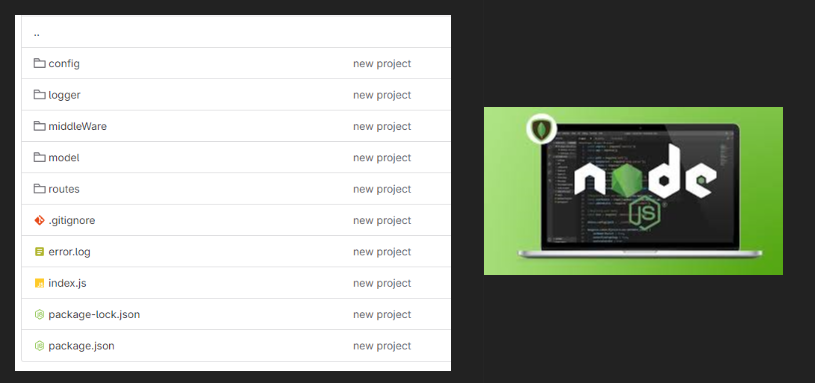 ..
config new project
logger new project
middleWare new project
model new project
routes new project
.gitignore new project
error.log new project
index.js new project
package-lock.json new project
package.json new project
node
JS